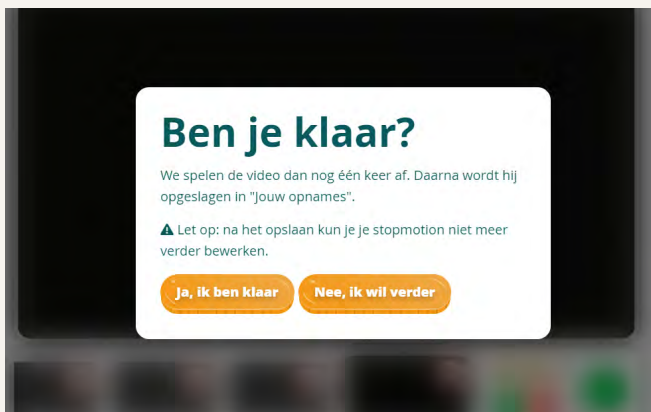 Ben je klaar?
We spelen de video dan nog één keer af. Daarna wordt hij
opgeslagen in "Jouw opnames".
Let op: na het opslaan kun je je stopmotion niet meer
verder bewerken.
Ja, ik ben klaar
Nee, ik wil verder